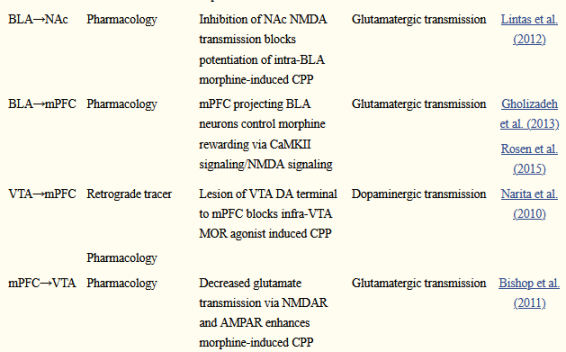 BLA→NAc Pharmacology Inhibition of NAc NMDA Glutamatergic transmission Lintas et al.
transmission blocks (2012)
potentiation of intra-BLA
morphine-induced CPP
BLA→mPFC Pharmacology mPFC projecting BLA Glutamatergic transmission Gholizadeh
neurons control morphine et al. (2013)
rewarding via CaMKII Rosen et al.
signaling/NMDA signaling (2015)
VTA→mPFC Retrograde tracer Lesion of VTA DA terminal Dopaminergic transmission Narita et al.
to mPFC blocks infra-VTA (2010)
MOR agonist induced CPP
Pharmacology
mPFC→VTA Pharmacology Decreased glutamate Glutamatergic transmission Bishop et al.
transmission via NMDAR (2011)
and AMPAR enhances
morphine-induced CPP